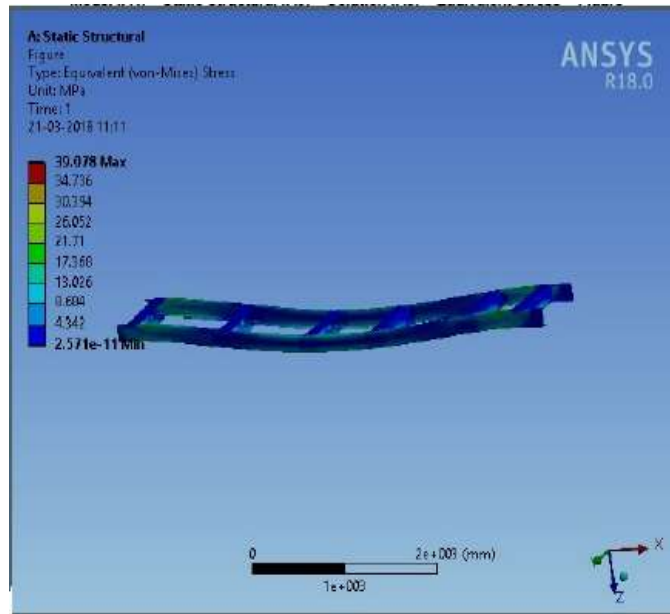 A: Static Structural
Figure
Type: Equivalent (von-Mises) Stress
Unit: MPa
Time: 1
21-03-2018 11:11
ANSYS
R18.0
39.078 Max
34.736
30.394
26.052
21.71
17.368
13.026
8.684
4.342
2.571e-11 Min
0
2e+003 (mm)
1e+003
X
Z